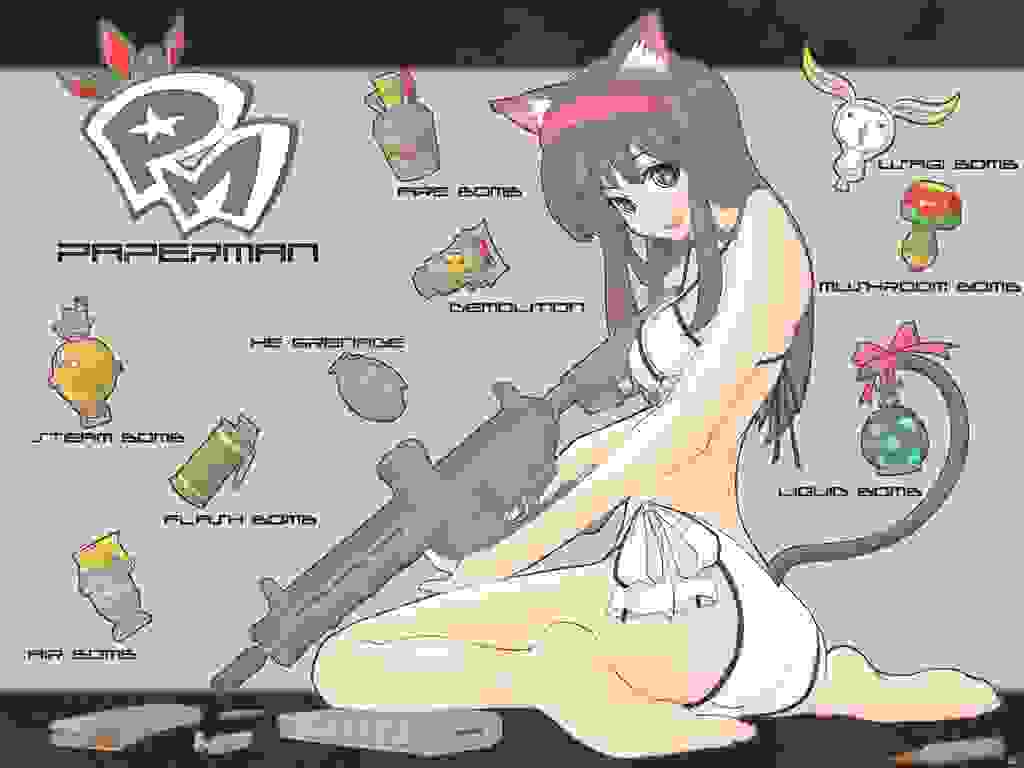 PM
PAPERMAN
FIRE BOMB
USAGI BOMB
DEMOLITION
MUSHROOM BOMB
HE GRENADE
STEAM BOMB
LIQUID BOMB
FLASH BOMB
AIR BOMB